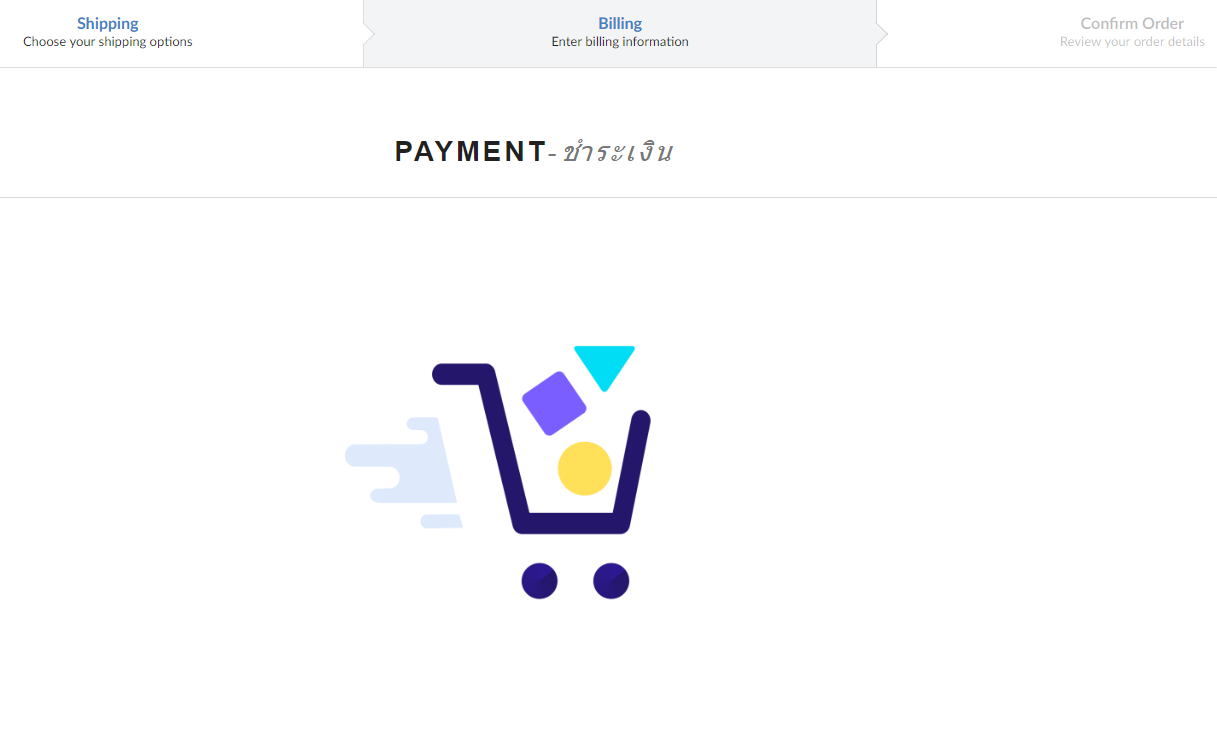 Shipping
Choose your shipping options
Billing
Enter billing information
Confirm Order
Review your order details
PAYMENT- ชำระเงิน